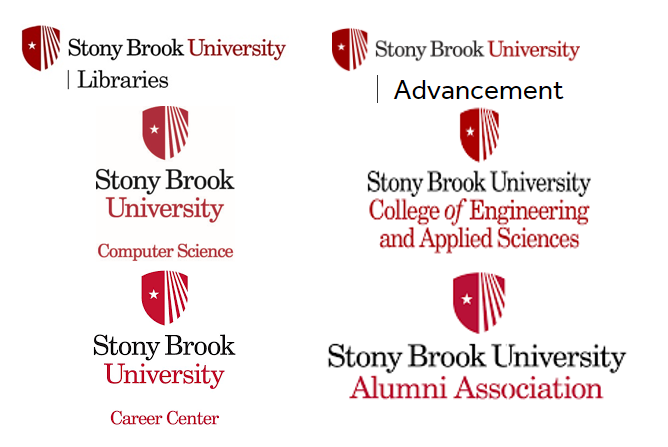 Stony Brook University
| Libraries
Stony Brook University
| Advancement
Stony Brook
University
Computer Science
Stony Brook University
College of Engineering
and Applied Sciences
Stony Brook
University
Career Center
Stony Brook University
Alumni Association